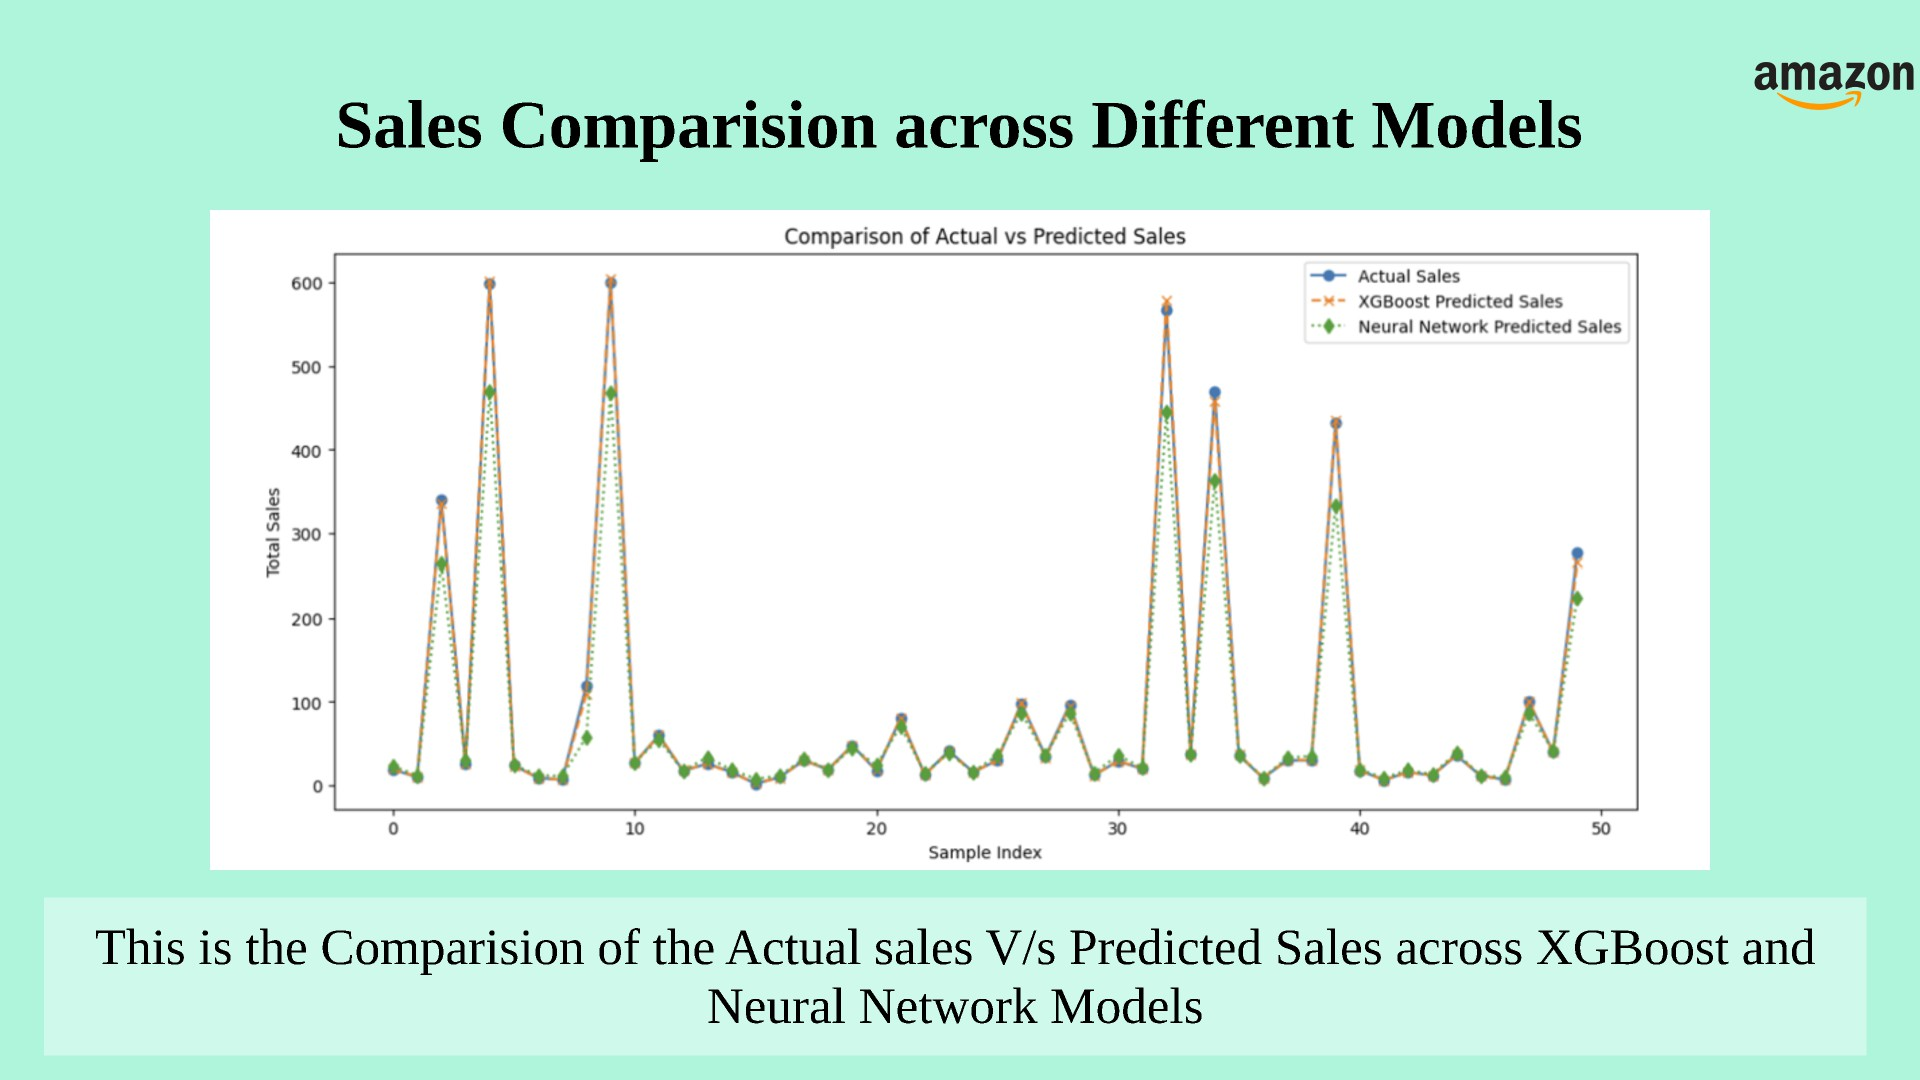 amazon
Sales Comparision across Different Models
Comparison of Actual vs Predicted Sales
Actual Sales
XGBoost Predicted Sales
Neural Network Predicted Sales
Total Sales
600
500
400
300
200
100
0
0 10 20 30 40 50
Sample Index
This is the Comparision of the Actual sales V/s Predicted Sales across XGBoost and
Neural Network Models